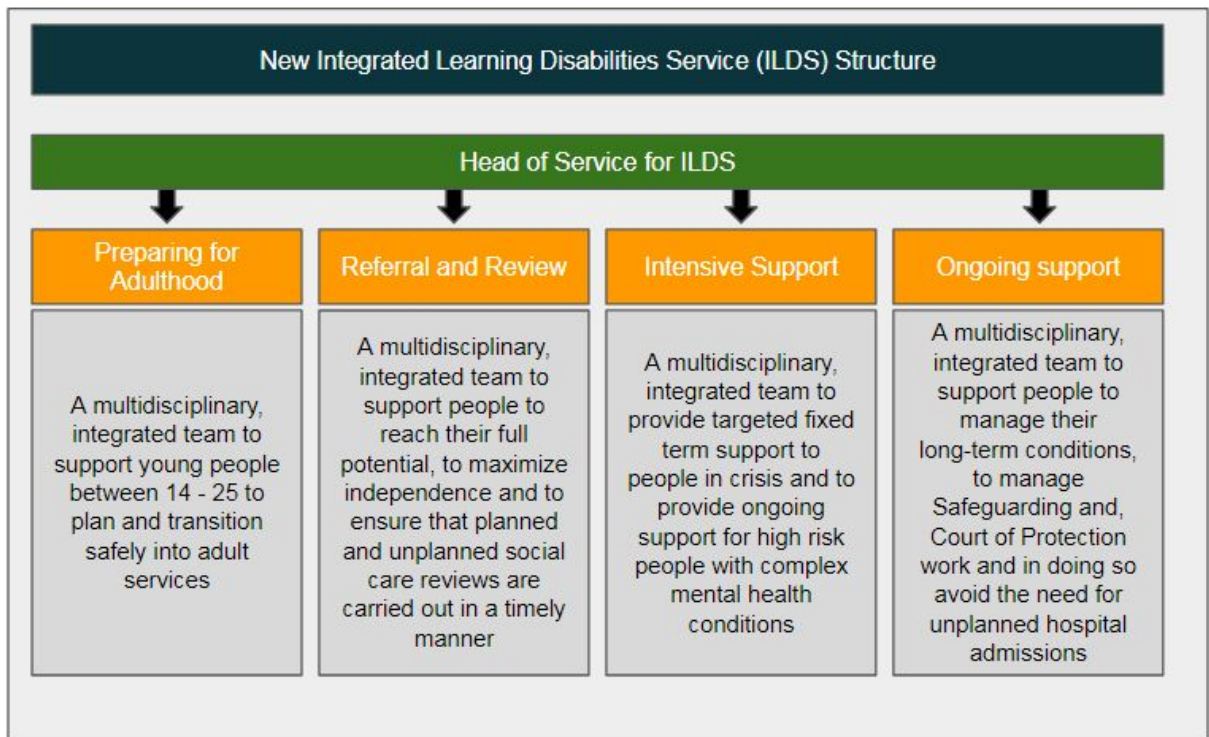 New Integrated Learning Disabilities Service (ILDS) Structure
Head of Service for ILDS
Preparing for
Adulthood
Referral and Review
Intensive Support
Ongoing support
A multidisciplinary,
integrated team to
support young people
between 14 - 25 to
plan and transition
safely into adult
services
A multidisciplinary,
integrated team to
support people to
reach their full
potential, to maximize
independence and to
ensure that planned
and unplanned social
care reviews are
carried out in a timely
manner
A multidisciplinary,
integrated team to
provide targeted fixed
term support to
people in crisis and to
provide ongoing
support for high risk
people with complex
mental health
conditions
A multidisciplinary,
integrated team to
support people to
manage their
long-term conditions,
to manage
Safeguarding and,
Court of Protection
work and in doing so
avoid the need for
unplanned hospital
admissions